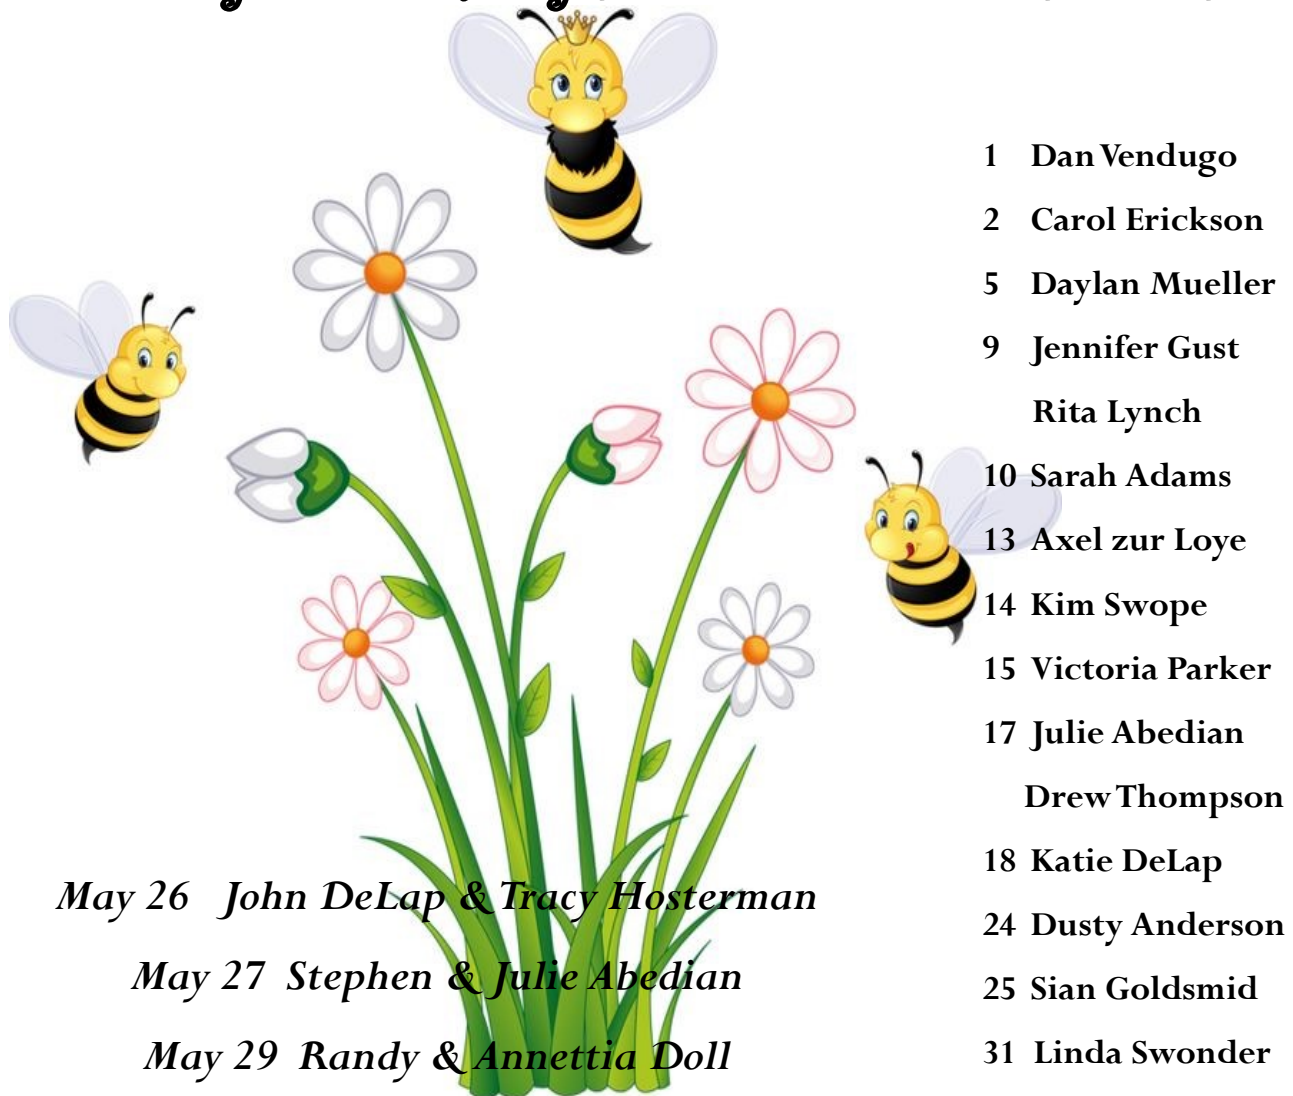 1 Dan Vendugo
2 Carol Erickson
5 Daylan Mueller
9 Jennifer Gust
Rita Lynch
10 Sarah Adams
13 Axel zur Loye
14 Kim Swope
15 Victoria Parker
17 Julie Abedian
Drew Thompson
18 Katie DeLap
24 Dusty Anderson
25 Sian Goldsmid
31 Linda Swonder
May 26 John DeLap & Tracy Hosterman
May 27 Stephen & Julie Abedian
May 29 Randy & Annettia Doll